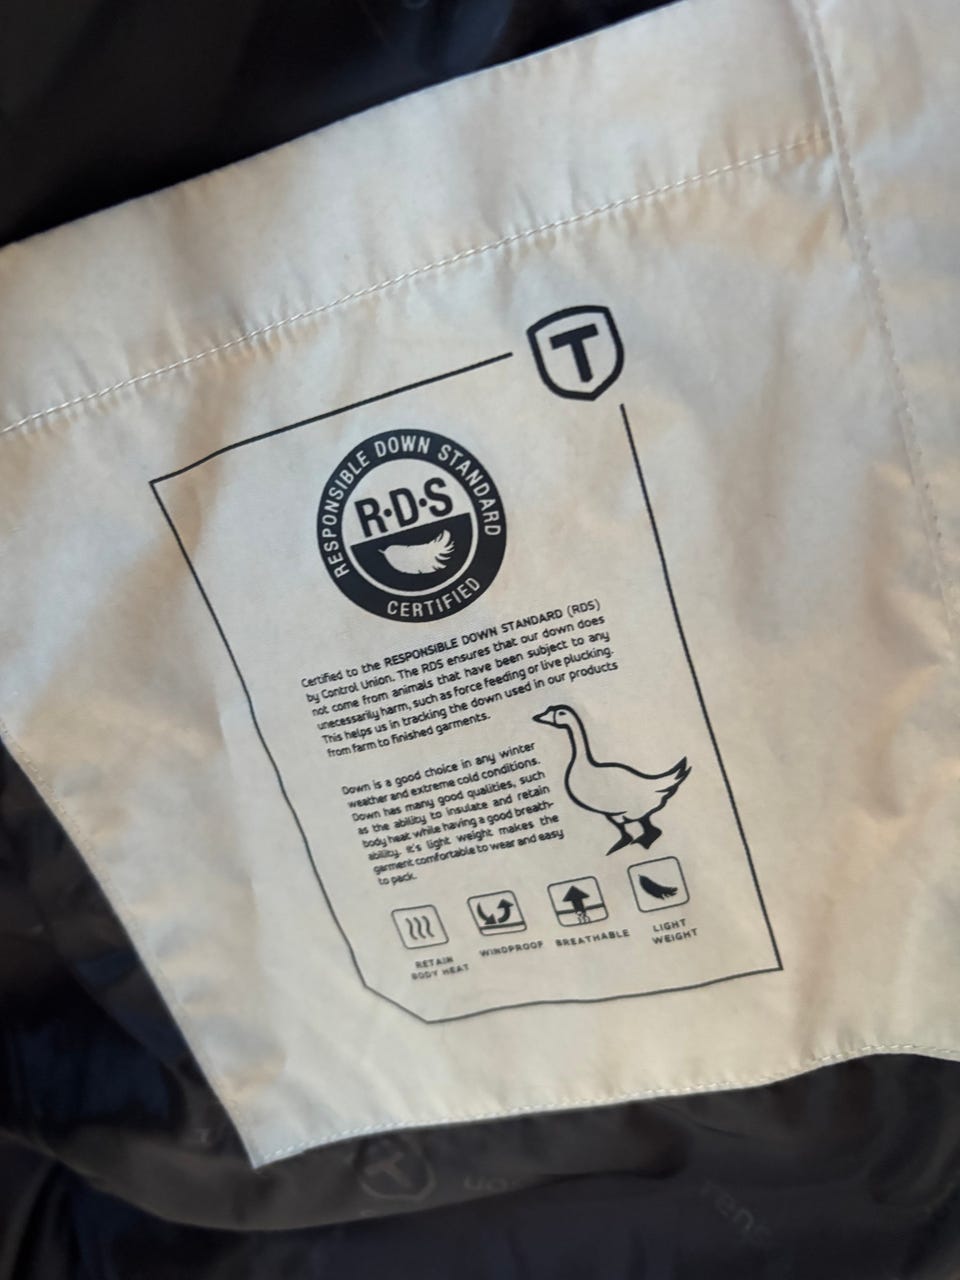 T
RESPONSIBLE DOWN STANDARD
R·D·S
CERTIFIED
Certified to the RESPONSIBLE DOWN STANDARD (RDS)
by Control Union. The RDS ensures that our down does
not come from animals that have been subject to any
unecessarily harm, such as force feeding or live plucking.
This helps us in tracking the down used in our products
from farm to finished garments.
Down is a good choice in any winter
weather and extreme cold conditions.
Down has many good qualities, such
as the ability to insulate and retain
body heat while having a good breath-
ability. It's light weight makes the
garment comfortable to wear and easy
to pack.
RETAIN
BODY HEAT
WINDPROOF
BREATHABLE
LIGHT
WEIGHT
T